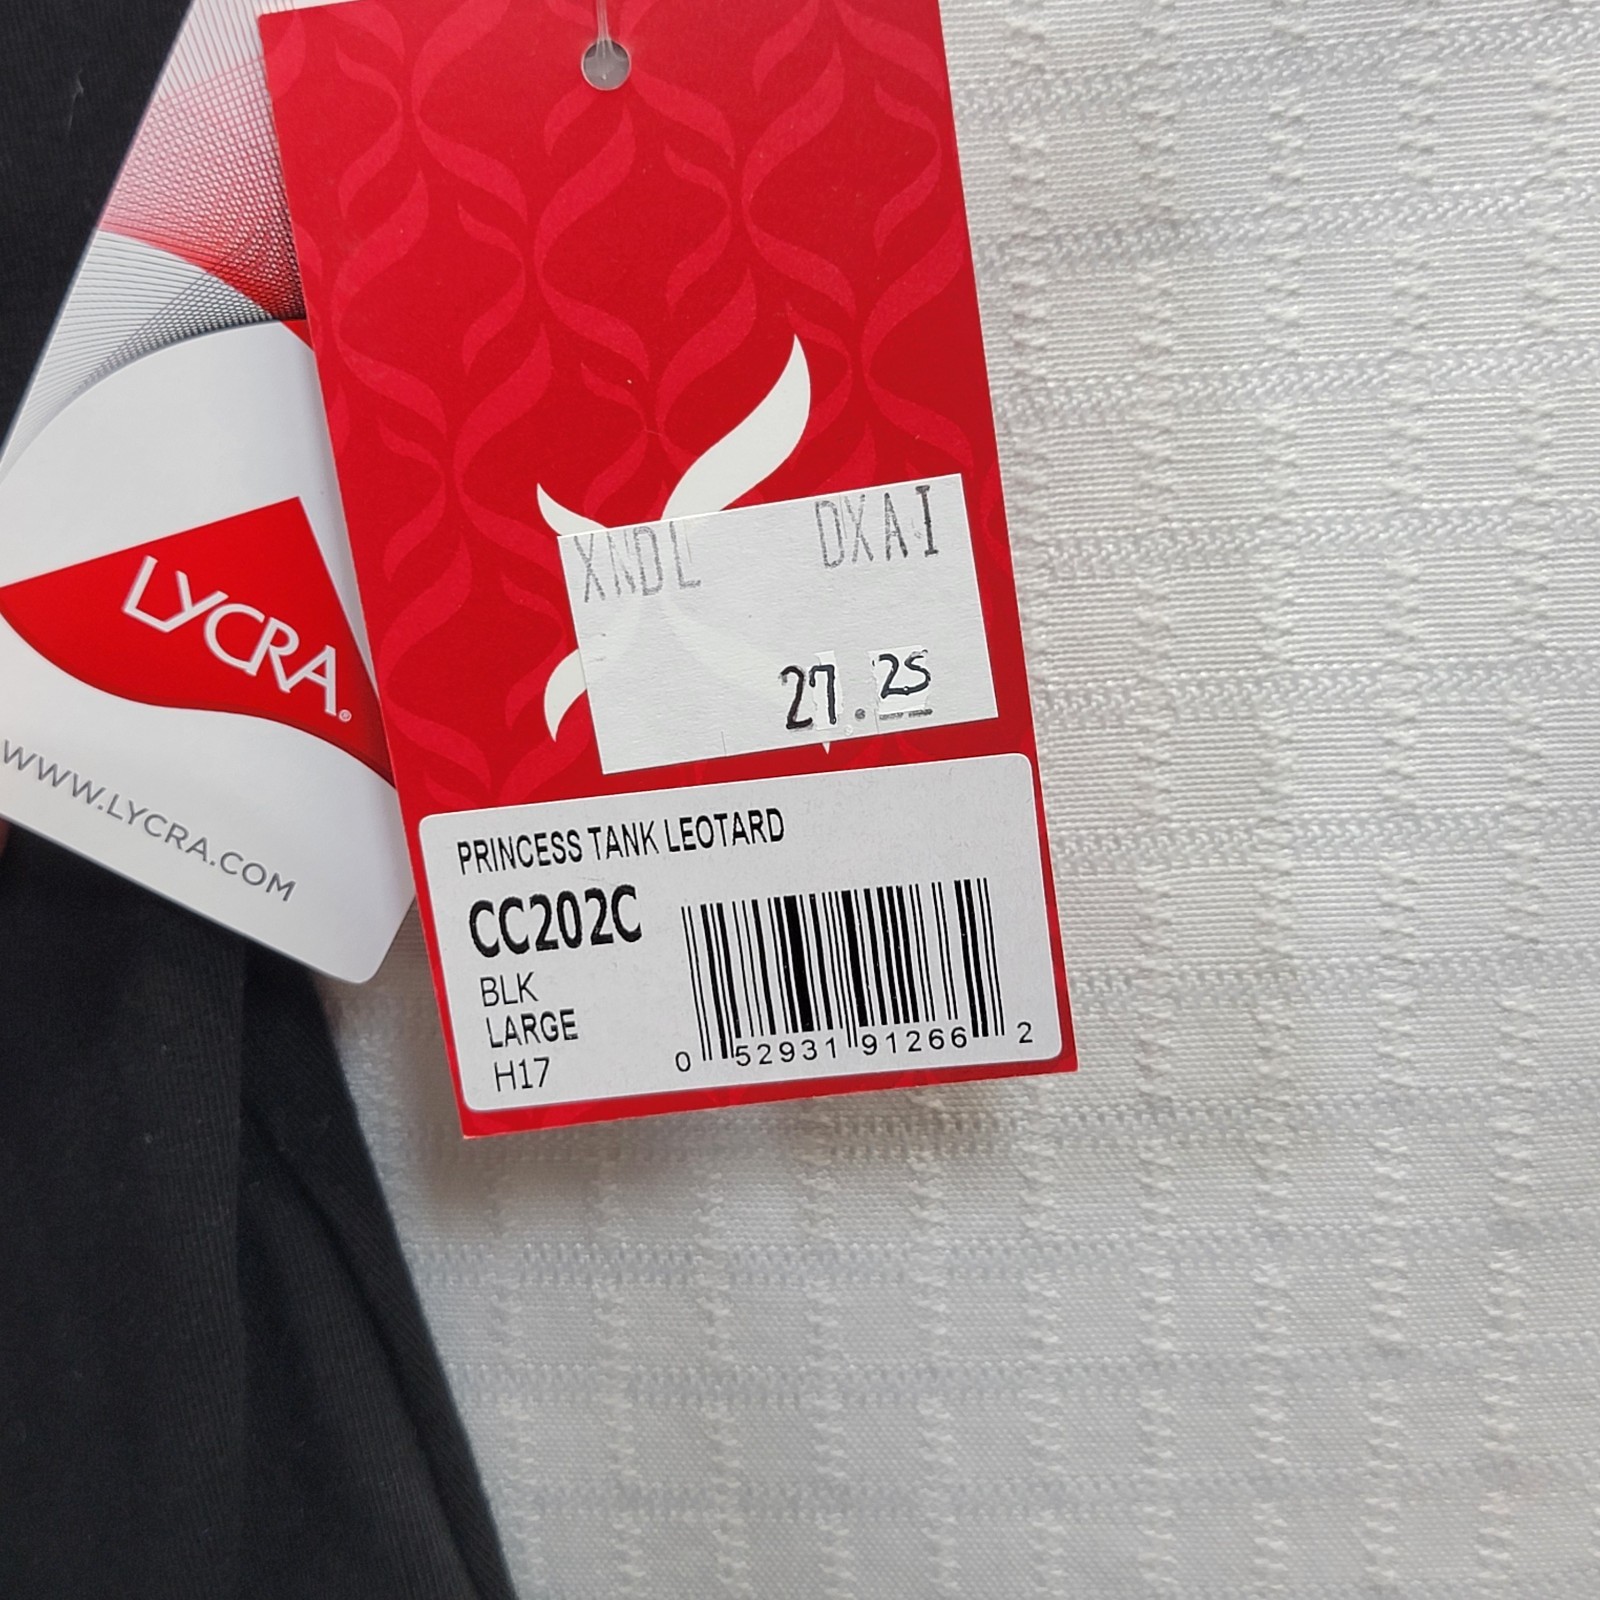 XNDL DXAI
27.25
LYCRA®
WWW.LYCRA.COM
PRINCESS TANK LEOTARD
CC202C
BLK
LARGE
H17
0 52931 91266 2